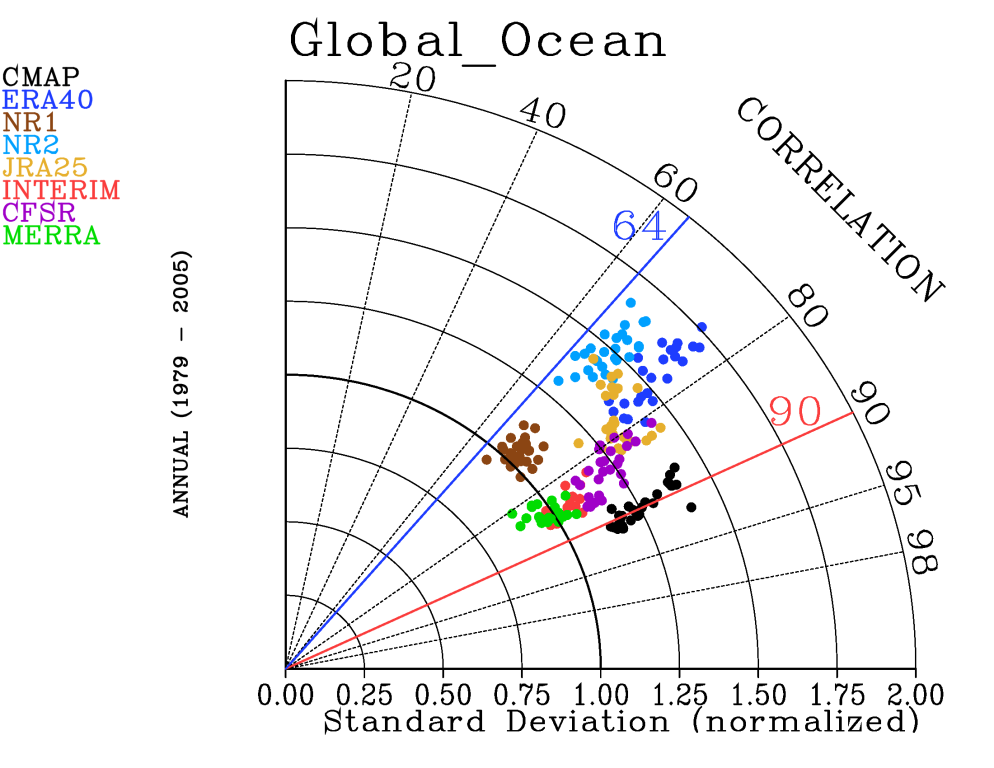 Global_Ocean
CMAP
ERA40
NR1
NR2
JRA25
INTERIM
CFSR
MERRA
20
40
60
64
80
90
90
95
98
CORRELATION
ANNUAL (1979 - 2005)
0.00 0.25 0.50 0.75 1.00 1.25 1.50 1.75 2.00
Standard Deviation (normalized)